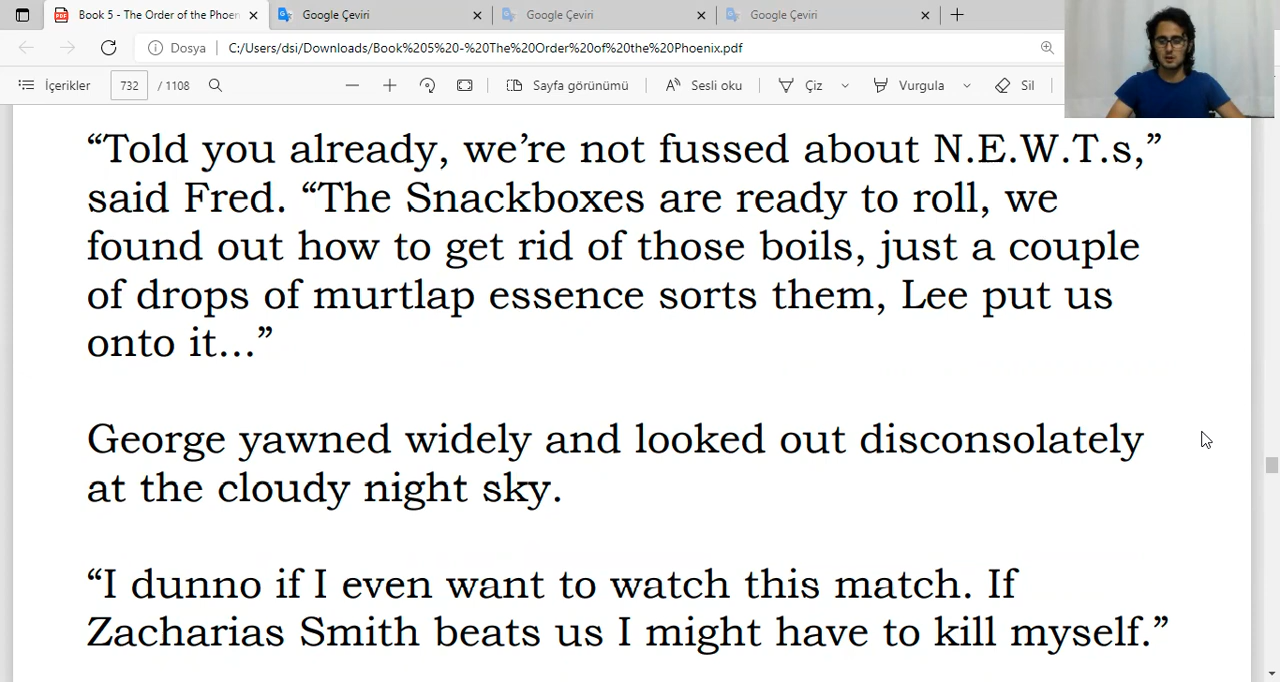 Book 5 - The Order of the Phoen
Google Çeviri
Google Çeviri
Google Çeviri
Dosya
C:/Users/dsi/Downloads/Book%205%20-%20The%20Order%20of%20the%20Phoenix.pdf
İçerikler
732
/ 1108
Sayfa görünümü
Sesli oku
Çiz
Vurgula
Sil
“Told you already, we’re not fussed about N.E.W.T.s,”
said Fred. “The Snackboxes are ready to roll, we
found out how to get rid of those boils, just a couple
of drops of murtlap essence sorts them, Lee put us
onto it…”
George yawned widely and looked out disconsolately
at the cloudy night sky.
“I dunno if I even want to watch this match. If
Zacharias Smith beats us I might have to kill myself.”